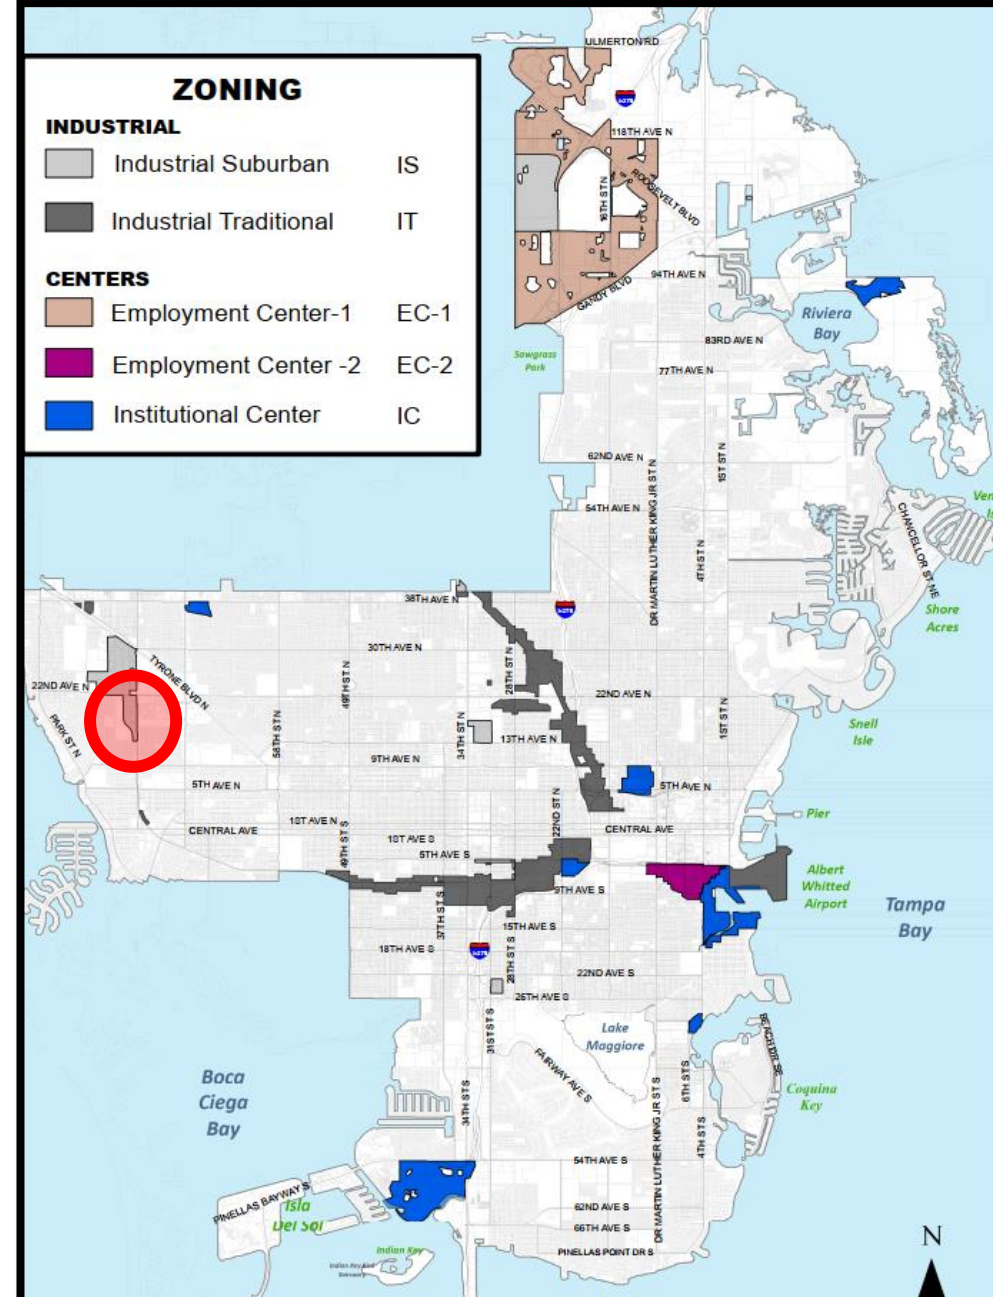 ZONING
INDUSTRIAL
Industrial Suburban IS
Industrial Traditional IT
CENTERS
Employment Center-1 EC-1
Employment Center -2 EC-2
Institutional Center IC
ULMERTON RD
118TH AVE N
ROOSEVELT BLVD
16TH ST N
94TH AVE N
GANDY BLVD
Riviera
Bay
83RD AVE N
Sawgrass
Park
77TH AVE N
1ST ST N
62ND AVE N
DR MARTIN LUTHER KING JR ST N
54TH AVE N
4TH ST N
CHANCELLOR ST NE
Shore
Acres
38TH AVE N
30TH AVE N
TYRONE BLVD N
22ND AVE N
PARK ST N
58TH ST N
49TH ST N
28TH ST N
34TH ST N
22ND AVE N
1ST ST N
Snell
Isle
13TH AVE N
9TH AVE N
5TH AVE N
5TH AVE N
22ND ST N
Pier
1ST AVE N
CENTRAL AVE
CENTRAL AVE
49TH ST S
1ST AVE S
5TH AVE S
9TH AVE S
Albert
Whitted
Airport
Tampa
Bay
37TH ST S
15TH AVE S
18TH AVE S
28TH ST S
22ND AVE S
26TH AVE S
31ST ST S
Lake
Maggiore
BEACH DR SE
FAIRWAY AVE S
6TH ST S
Coquina
Key
Boca
Ciega
Bay
34TH ST S
DR MARTIN LUTHER KING JR ST S
4TH ST S
54TH AVE S
PINELLAS BAYWAY S
Isla
Del Sol
62ND AVE S
66TH AVE S
PINELLAS POINT DR S
Indian Key
N